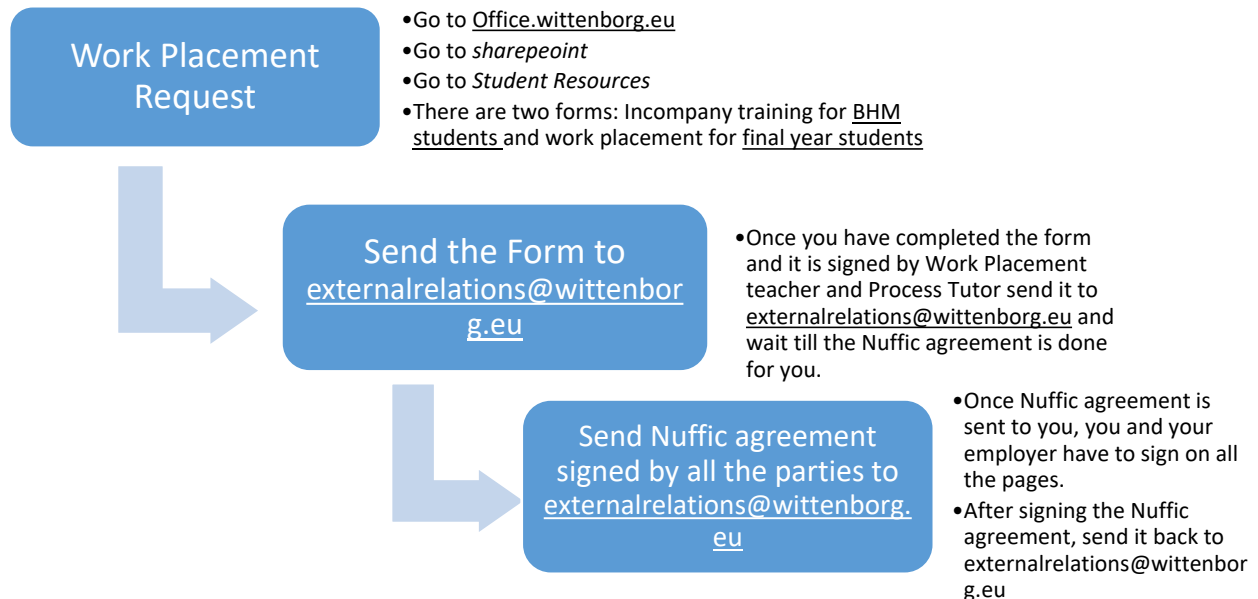 Work Placement
Request
•Go to Office.wittenborg.eu
•Go to sharepeoint
•Go to Student Resources
•There are two forms: Incompany training for BHM
students and work placement for final year students
Send the Form to
externalrelations@wittenbor
g.eu
•Once you have completed the form
and it is signed by Work Placement
teacher and Process Tutor send it to
externalrelations@wittenborg.eu and
wait till the Nuffic agreement is done
for you.
Send Nuffic agreement
signed by all the parties to
externalrelations@wittenborg.
eu
•Once Nuffic agreement is
sent to you, you and your
employer have to sign on all
the pages.
•After signing the Nuffic
agreement, send it back to
externalrelations@wittenbor
g.eu